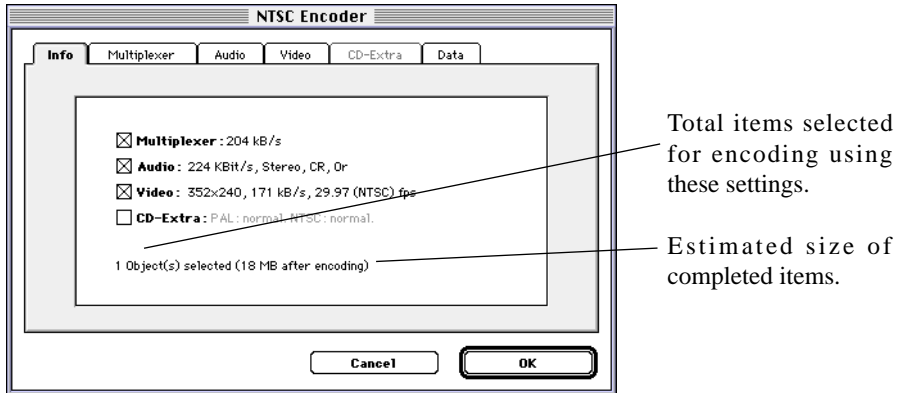 NTSC Encoder
Info Multiplexer Audio Video CD-Extra Data
Multiplexer: 204 kB/s
Audio: 224 KBit/s, Stereo, CR, Or
Video: 352x240, 171 kB/s, 29.97 (NTSC) fps
CD-Extra: PAL: normal. NTSC: normal.
1 Object(s) selected (18 MB after encoding)
Cancel OK
Total items selected
for encoding using
these settings.
Estimated size of
completed items.